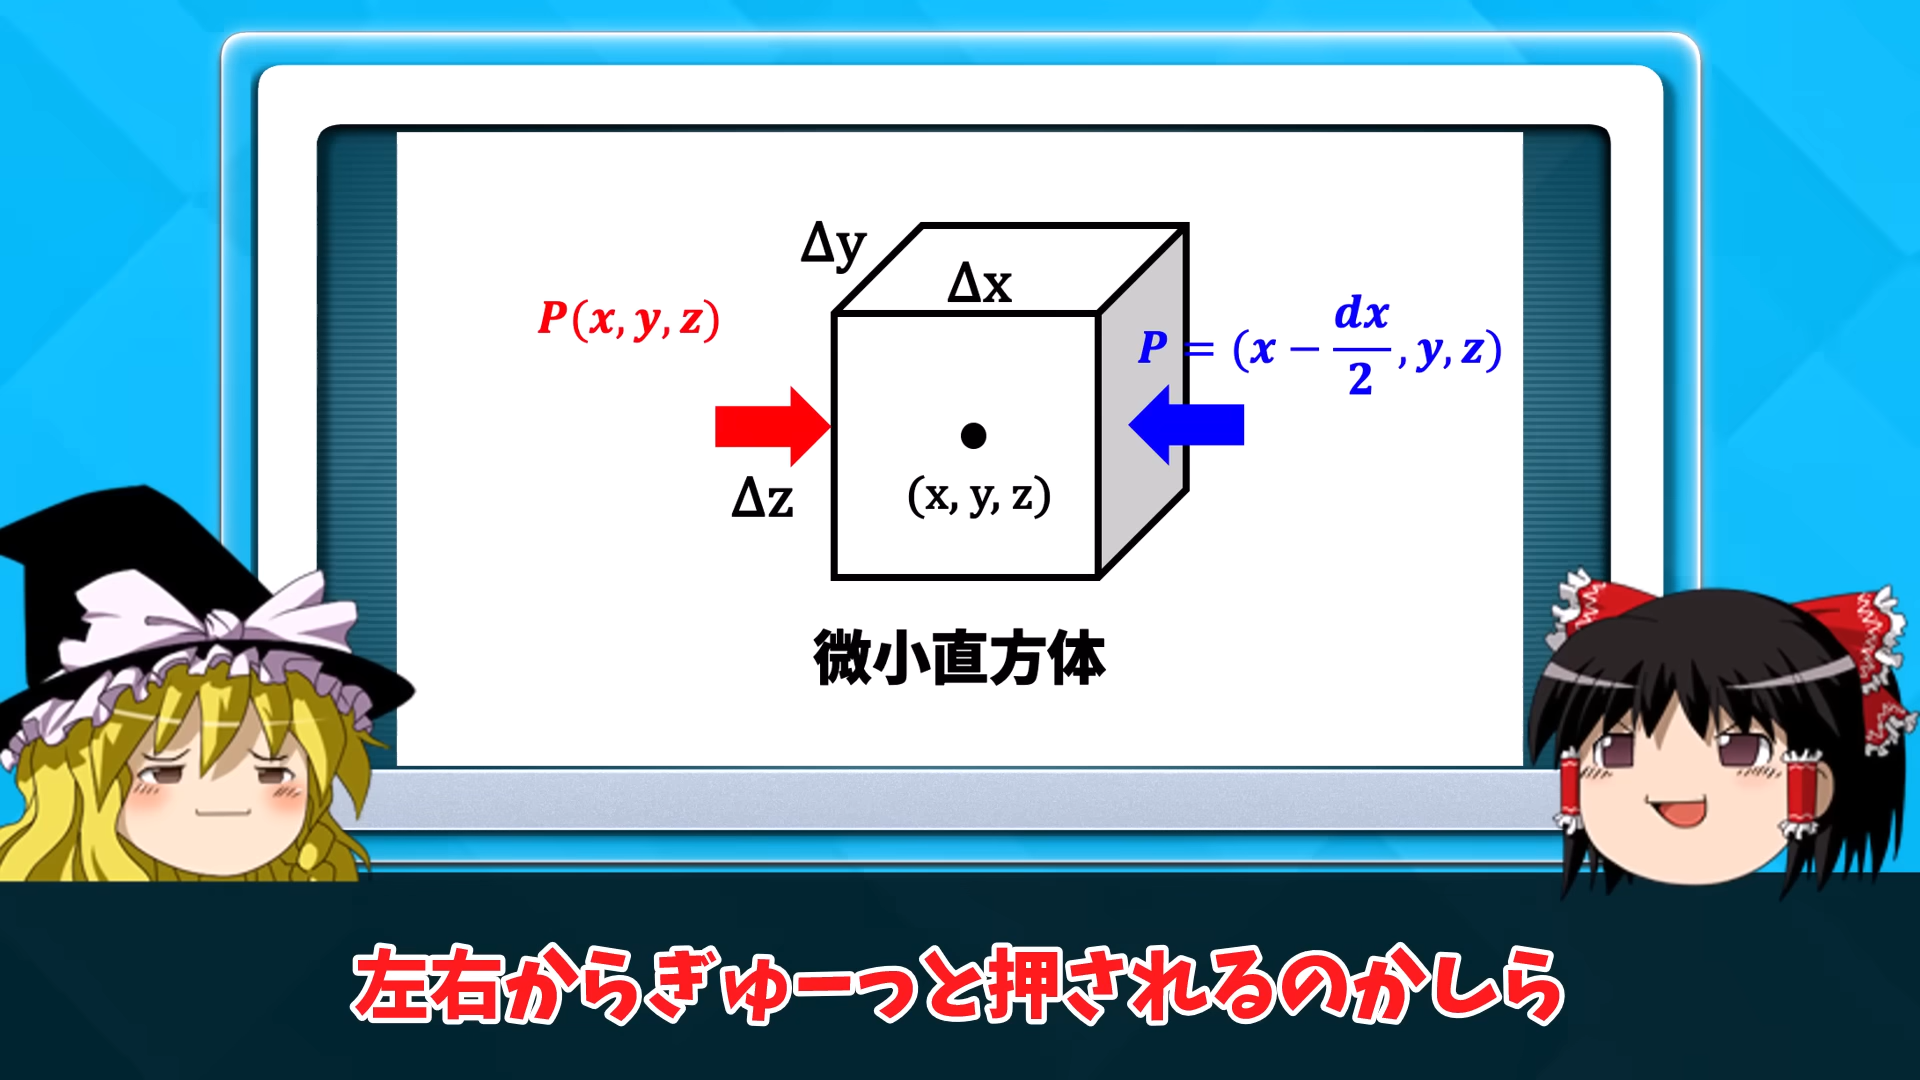 Δy
Δx
P(x, y, z)
P = (x − dx/2, y, z)
Δz
(x, y, z)
微小直方体
左右からぎゅーっと押されるのかしら